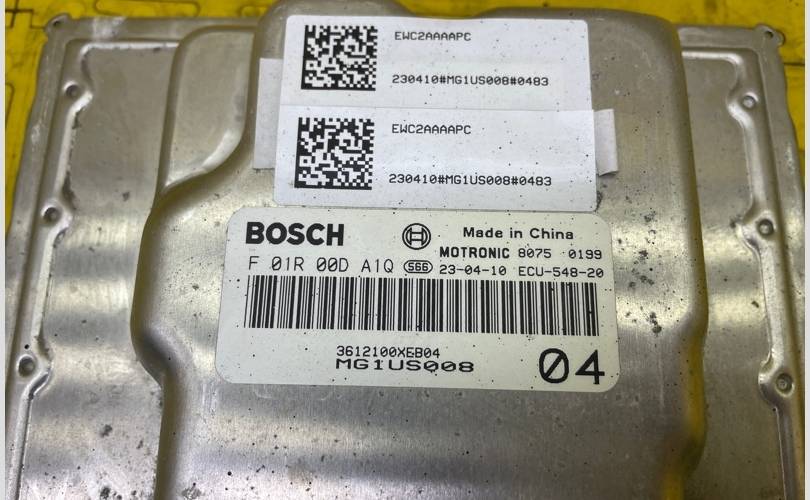 EWC2AAAAPC
230410#MG1US008#0483
EWC2AAAAPC
230410#MG1US008#0483
BOSCH
Made in China
MOTRONIC 8075 0199
F 01R 00D A1Q S66 23-04-10 ECU-548-20
3612100XEB04
MG1US008
04